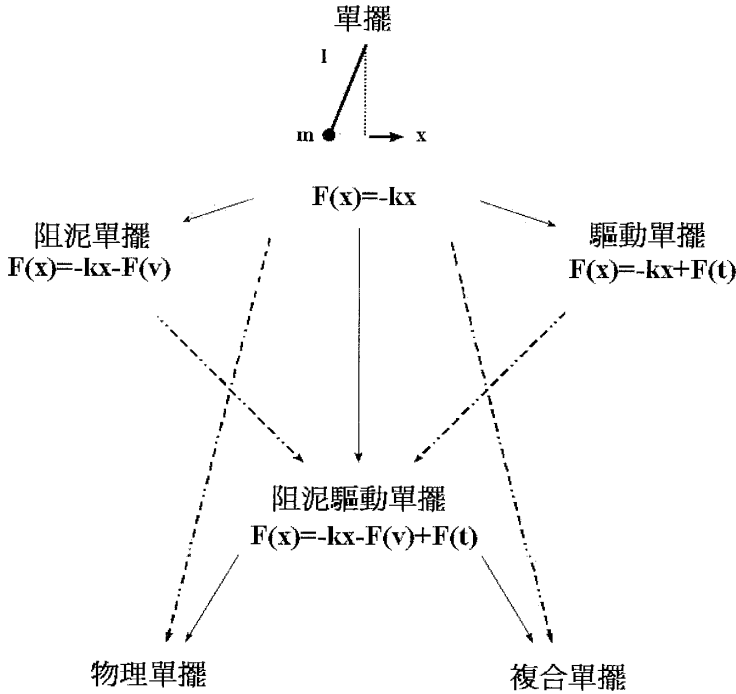 單擺
l
m
x
F(x)=-kx
阻泥單擺
F(x)=-kx-F(v)
驅動單擺
F(x)=-kx+F(t)
阻泥驅動單擺
F(x)=-kx-F(v)+F(t)
物理單擺
複合單擺